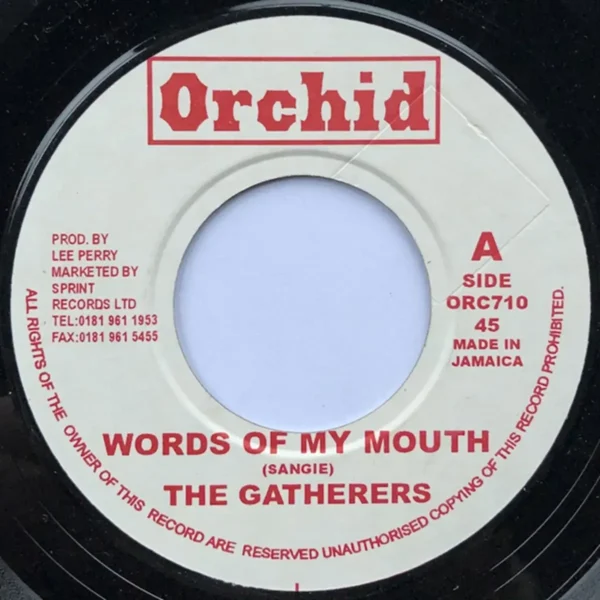 Orchid
PROD. BY
LEE PERRY
MARKETED BY
SPRINT
RECORDS LTD
TEL:0181 961 1953
FAX:0181 961 5455
A
SIDE
ORC710
45
MADE IN
JAMAICA
WORDS OF MY MOUTH
(SANGIE)
THE GATHERERS
ALL RIGHTS OF THE OWNER OF THIS RECORD ARE RESERVED UNAUTHORISED COPYING OF THIS RECORD PROHIBITED.